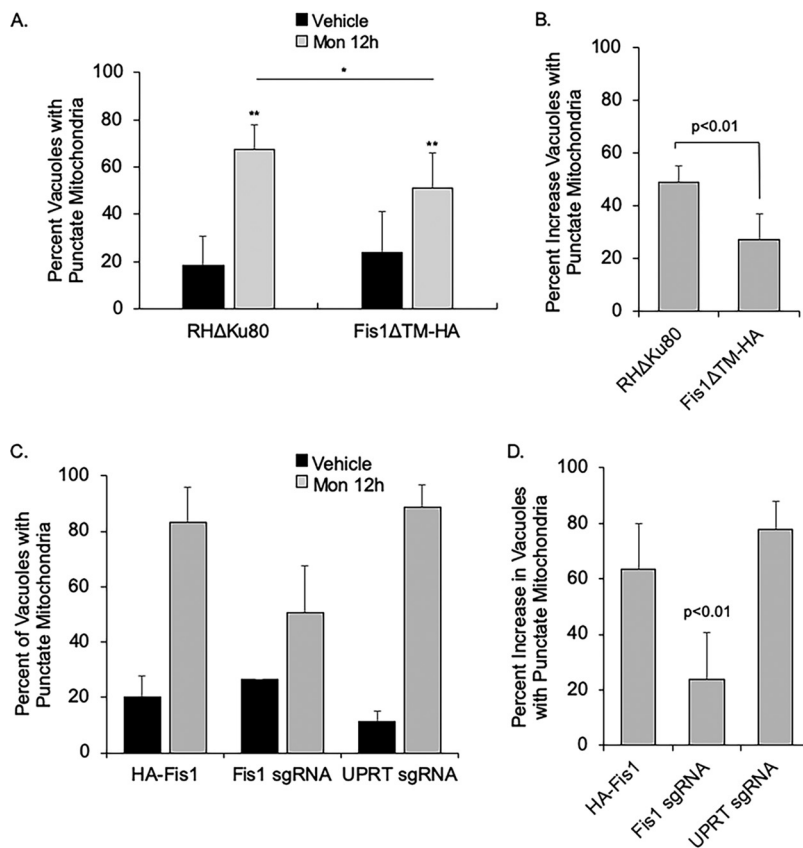 A.
Vehicle
Mon 12h
Percent Vacuoles with
Punctate Mitochondria
100
80
60
40
20
0
**
*
**
RHΔKu80
Fis1ΔTM-HA
B.
Percent Increase Vacuoles with
Punctate Mitochondria
100
80
60
40
20
0
p<0.01
RHΔKu80
Fis1ΔTM-HA
C.
Vehicle
Mon 12h
Percent of Vacuoles with
Punctate Mitochondria
100
80
60
40
20
0
HA-Fis1
Fis1 sgRNA
UPRT sgRNA
D.
Percent Increase in Vacuoles
with Punctate Mitochondria
100
80
60
40
20
0
p<0.01
HA-Fis1
Fis1 sgRNA
UPRT sgRNA